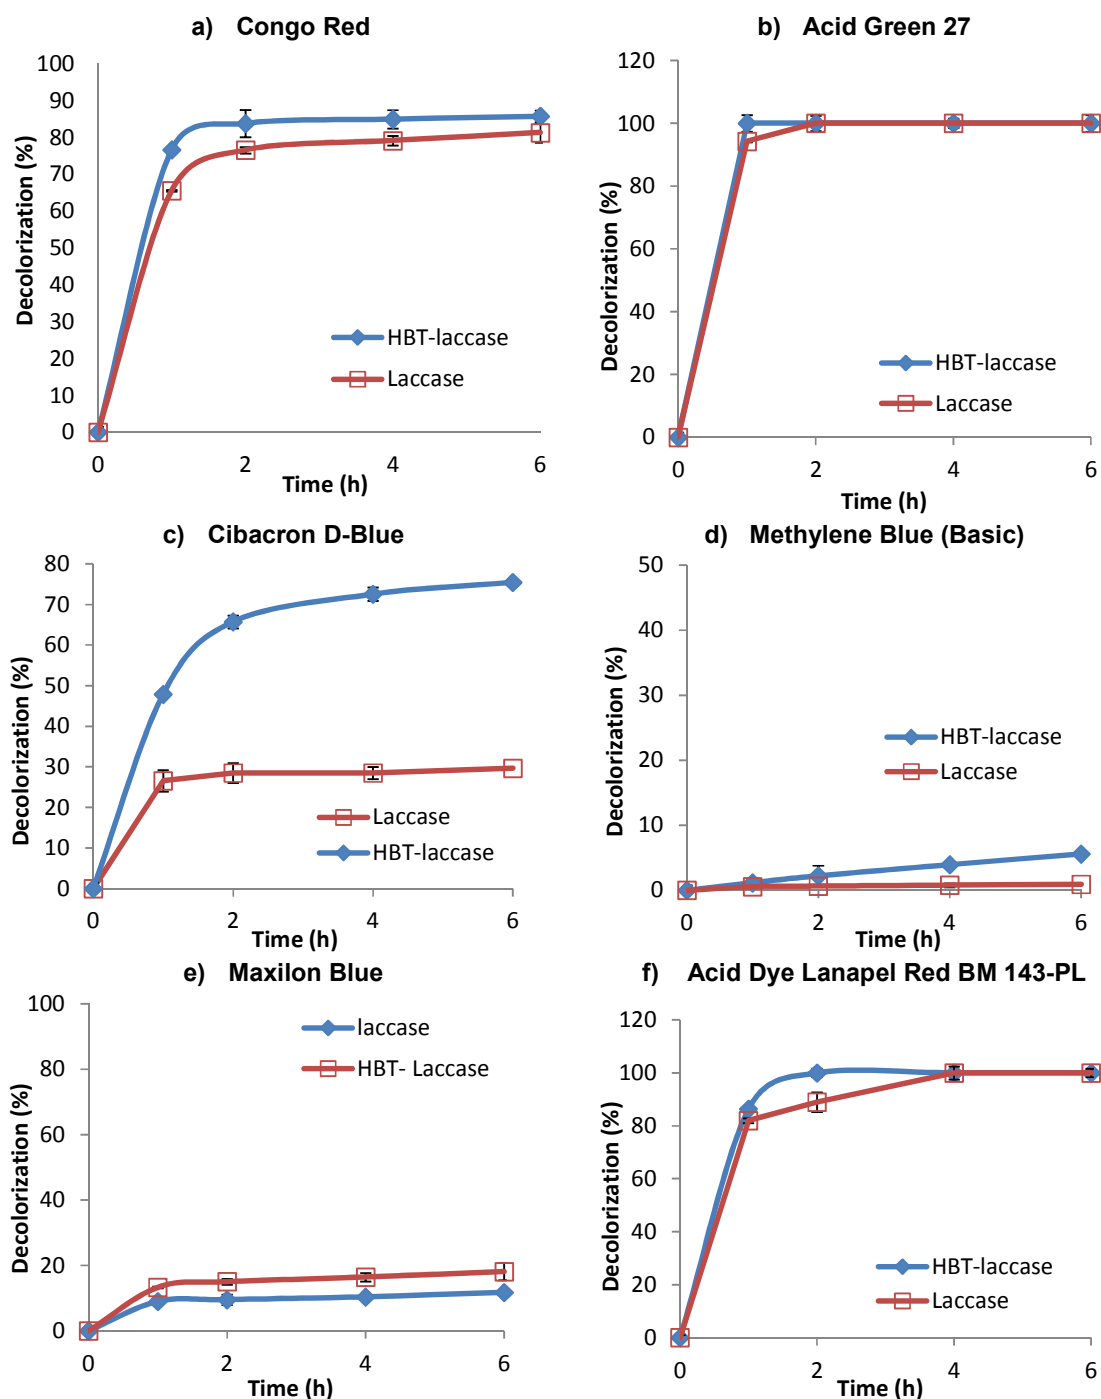 a) Congo Red
100
90
80
70
60
50
40
30
20
10
0
Decolorization (%)
HBT-laccase
Laccase
0 2 4 6
Time (h)
b) Acid Green 27
120
100
80
60
40
20
0
Decolorization (%)
HBT-laccase
Laccase
0 2 4 6
Time (h)
c) Cibacron D-Blue
80
70
60
50
40
30
20
10
0
Decolorization (%)
Laccase
HBT-laccase
0 2 4 6
Time (h)
d) Methylene Blue (Basic)
50
40
30
20
10
0
Decolorization (%)
HBT-laccase
Laccase
0 2 4 6
Time (h)
e) Maxilon Blue
100
80
60
40
20
0
Decolorization (%)
laccase
HBT- Laccase
0 2 4 6
Time (h)
f) Acid Dye Lanapel Red BM 143-PL
120
100
80
60
40
20
0
Decolorization (%)
HBT-laccase
Laccase
0 2 4 6
Time (h)